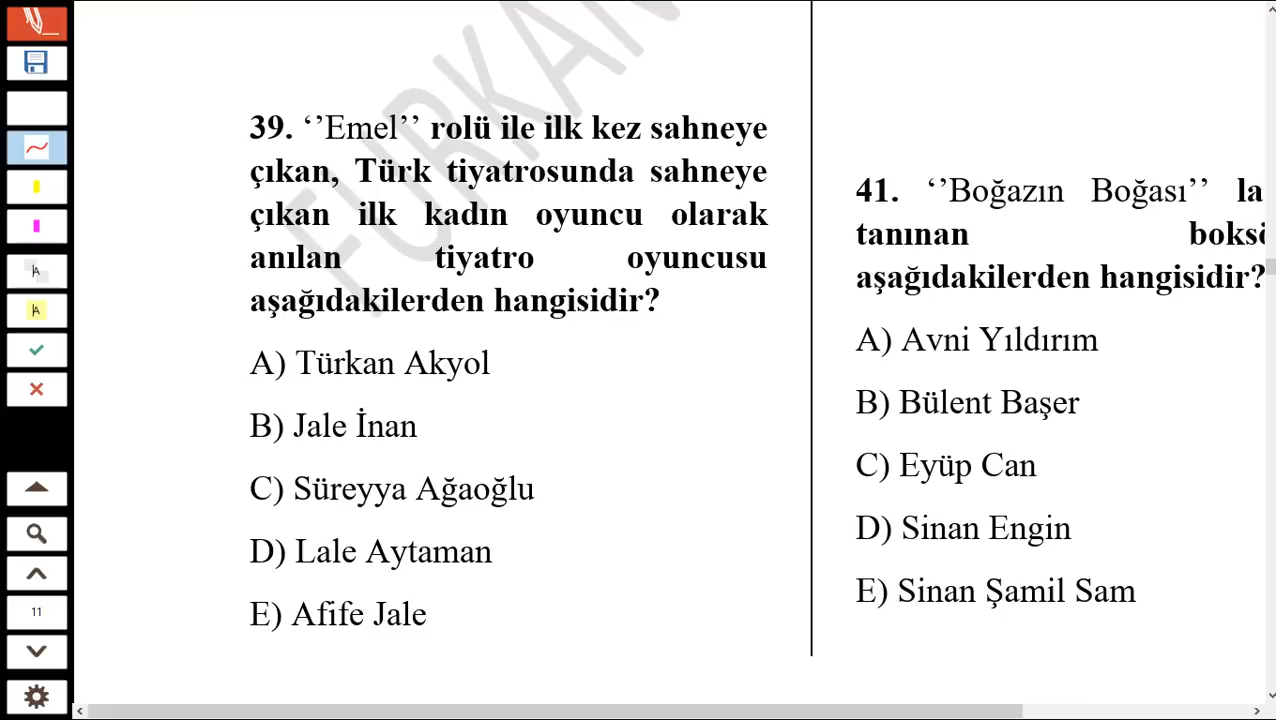 FURKAN
39. ‘’Emel’’ rolü ile ilk kez sahneye
çıkan, Türk tiyatrosunda sahneye
çıkan ilk kadın oyuncu olarak
anılan tiyatro oyuncusu
aşağıdakilerden hangisidir?
A) Türkan Akyol
B) Jale İnan
C) Süreyya Ağaoğlu
D) Lale Aytaman
E) Afife Jale
41. ‘’Boğazın Boğası’’ la
tanınan boksö
aşağıdakilerden hangisidir?
A) Avni Yıldırım
B) Bülent Başer
C) Eyüp Can
D) Sinan Engin
E) Sinan Şamil Sam
11